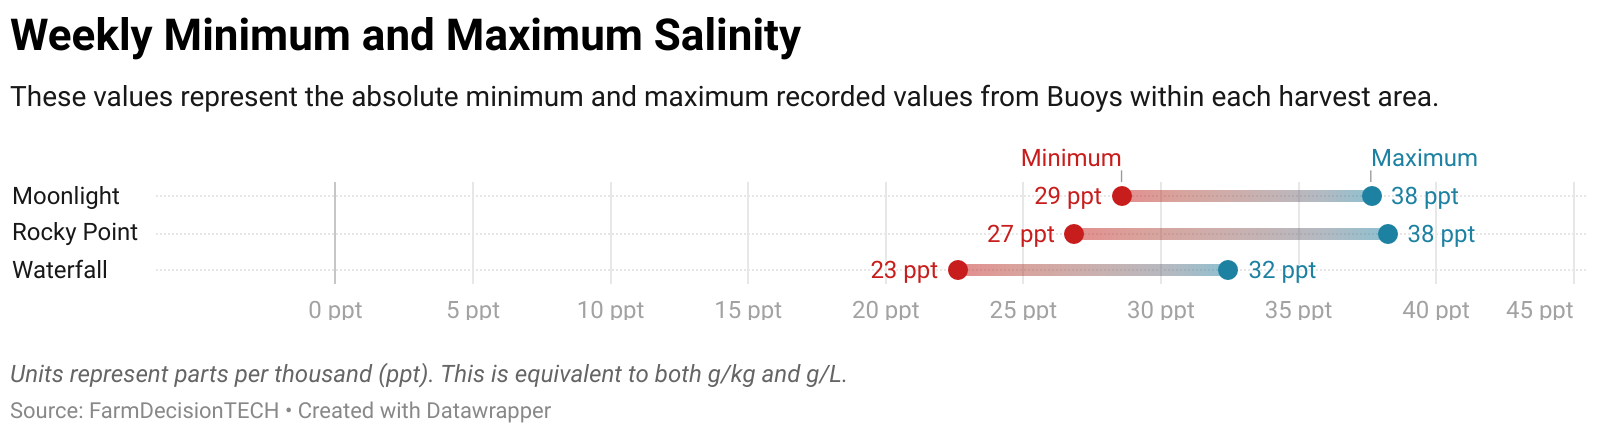 Weekly Minimum and Maximum Salinity
These values represent the absolute minimum and maximum recorded values from Buoys within each harvest area.
Minimum Maximum
Moonlight 29 ppt 38 ppt
Rocky Point 27 ppt 38 ppt
Waterfall 23 ppt 32 ppt
0 ppt 5 ppt 10 ppt 15 ppt 20 ppt 25 ppt 30 ppt 35 ppt 40 ppt 45 ppt
Units represent parts per thousand (ppt). This is equivalent to both g/kg and g/L.
Source: FarmDecisionTECH • Created with Datawrapper